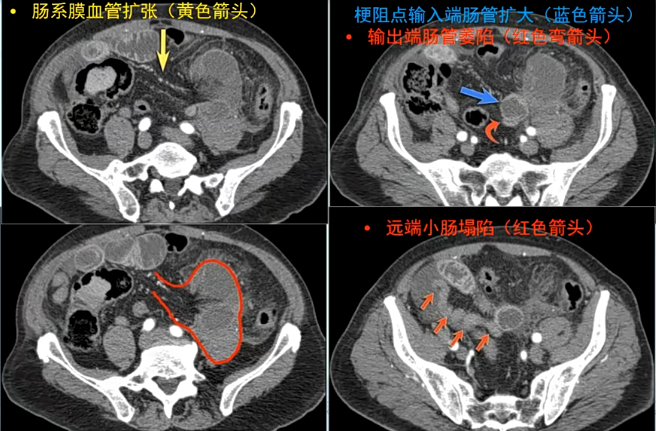 • 肠系膜血管扩张（黄色箭头）
梗阻点输入端肠管扩大（蓝色箭头）
• 输出端肠管萎陷（红色弯箭头）
• 远端小肠塌陷（红色箭头）